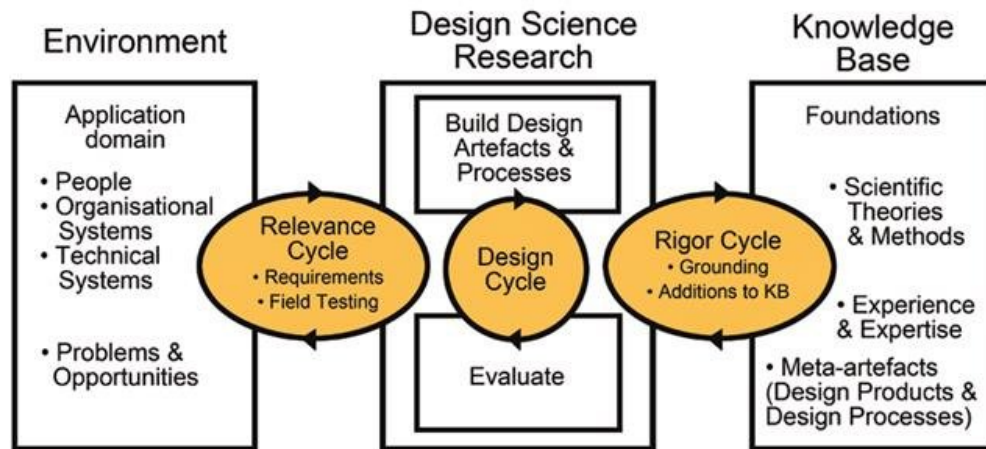 Environment
Application
domain
• People
• Organisational
Systems
• Technical
Systems
• Problems &
Opportunities
Relevance
Cycle
• Requirements
• Field Testing
Design Science
Research
Build Design
Artefacts &
Processes
Design
Cycle
Evaluate
Rigor Cycle
• Grounding
• Additions to KB
Knowledge
Base
Foundations
• Scientific
Theories
& Methods
• Experience
& Expertise
• Meta-artefacts
(Design Products &
Design Processes)